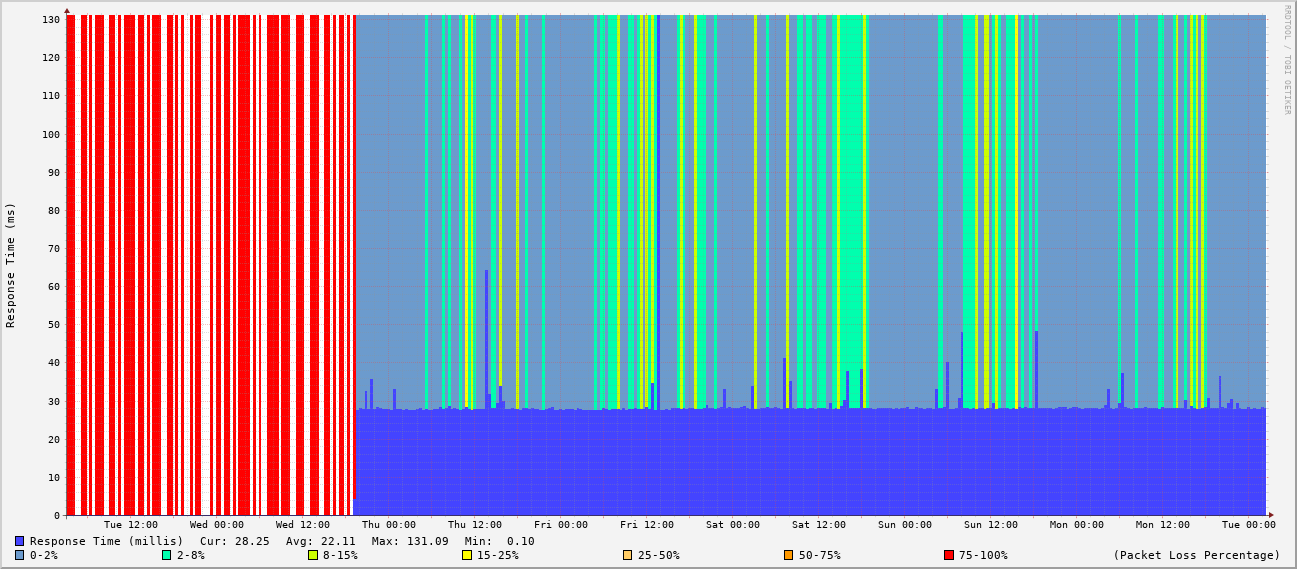 RRDTOOL / TOBI OETIKER
Response Time (ms)
130
120
110
100
90
80
70
60
50
40
30
20
10
0
Tue 12:00 Wed 00:00 Wed 12:00 Thu 00:00 Thu 12:00 Fri 00:00 Fri 12:00 Sat 00:00 Sat 12:00 Sun 00:00 Sun 12:00 Mon 00:00 Mon 12:00 Tue 00:00
Response Time (millis) Cur: 28.25 Avg: 22.11 Max: 131.09 Min: 0.10
0-2% 2-8% 8-15% 15-25% 25-50% 50-75% 75-100% (Packet Loss Percentage)